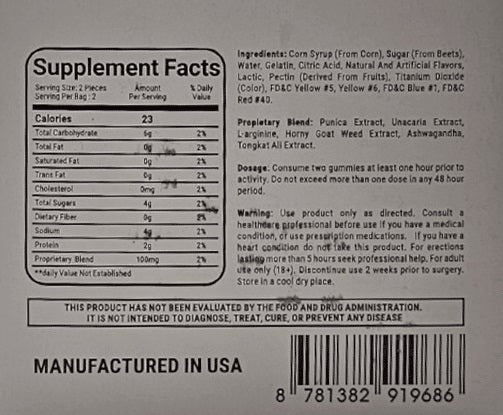 Supplement Facts
Serving Size: 2 Pieces
Serving Per Bag : 2
Amount Per Serving
% Daily Value
Calories 23
Total Carbohydrate 6g 2%
Total Fat 0g 2%
Saturated Fat 0g 2%
Trans Fat 0g 2%
Cholesterol 0mg 2%
Total Sugars 4g 2%
Dietary Fiber 0g 2%
Sodium 2%
Protein 2g 2%
Proprietary Blend 100mg 2%
**daily Value Not Established
Ingredients: Corn Syrup (From Corn), Sugar (From Beets),
Water, Gelatin, Citric Acid, Natural And Artificial Flavors,
Lactic, Pectin (Derived From Fruits), Titanium Dioxide
(Color), FD&C Yellow #5, Yellow #6, FD&C Blue #1, FD&C
Red #40.
Propietary Blend: Punica Extract, Unacaria Extract,
L-arginine, Horny Goat Weed Extract, Ashwagandha,
Tongkat Ali Extract.
Dosage: Consume two gummies at least one hour prior to
activity. Do not exceed more than one dose in any 48 hour
period.
Warning: Use product only as directed. Consult a
healthcare professional before use if you have a medical
condition, of use prescription medications. If you have a
heart condition do not take this product. For erections
lasting more than 5 hours seek professional help. For adult
use only (18+). Discontinue use 2 weeks prior to surgery.
Store in a cool dry place.
THIS PRODUCT HAS NOT BEEN EVALUATED BY THE FOOD AND DRUG ADMINISTRATION.
IT IS NOT INTENDED TO DIAGNOSE, TREAT, CURE, OR PREVENT ANY DISEASE
MANUFACTURED IN USA
8 781382 919686